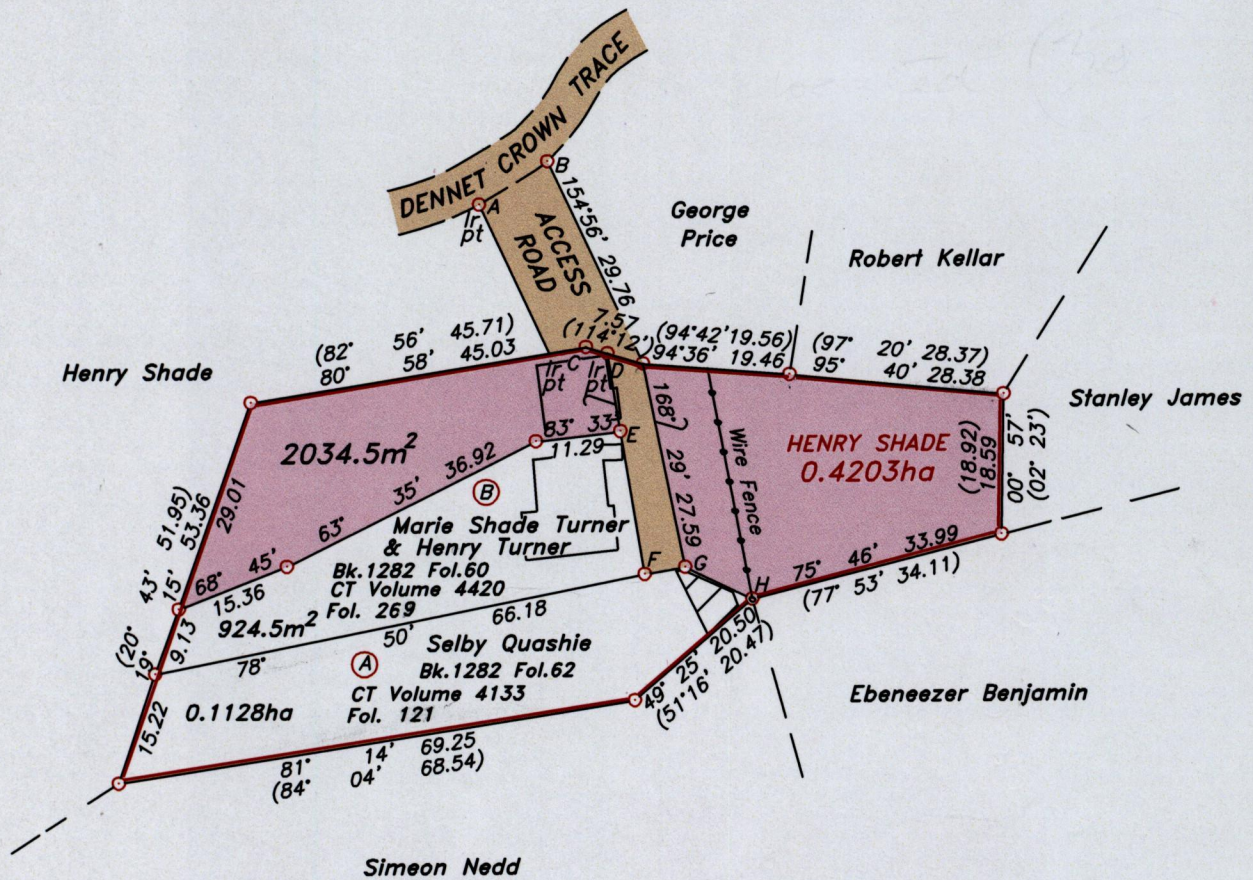 DENNET CROWN TRACE
B
A
Ir
pt
ACCESS
ROAD
154°56' 29.76
George
Price
Robert Kellar
7.57
(114°12')
(94°42' 19.56)
94°36' 19.46
(97° 20' 28.37)
95° 40' 28.38
(82° 56' 45.71)
80° 58' 45.03
Henry Shade
Stanley James
C
D
Ir
pt
Ir
pt
E
83° 33'
11.29
168°
29' 27.59
Wire Fence
HENRY SHADE
0.4203ha
(18.92)
18.59
00° 57'
(02° 23')
2034.5m²
63° 35' 36.92
B
Marie Shade Turner
& Henry Turner
Bk.1282 Fol.60
CT Volume 4420
Fol. 269
924.5m²
51.95)
53.36
29.01
43'
15'
(20°
19°
68° 45'
15.36
9.13
F
G
H
75° 46' 33.99
(77° 53' 34.11)
78° 50' 66.18
A
Selby Quashie
Bk.1282 Fol.62
CT Volume 4133
Fol. 121
0.1128ha
15.22
49° 25' 20.50
(51°16' 20.47)
Ebeneezer Benjamin
81° 14' 69.25
(84° 04' 68.54)
Simeon Nedd